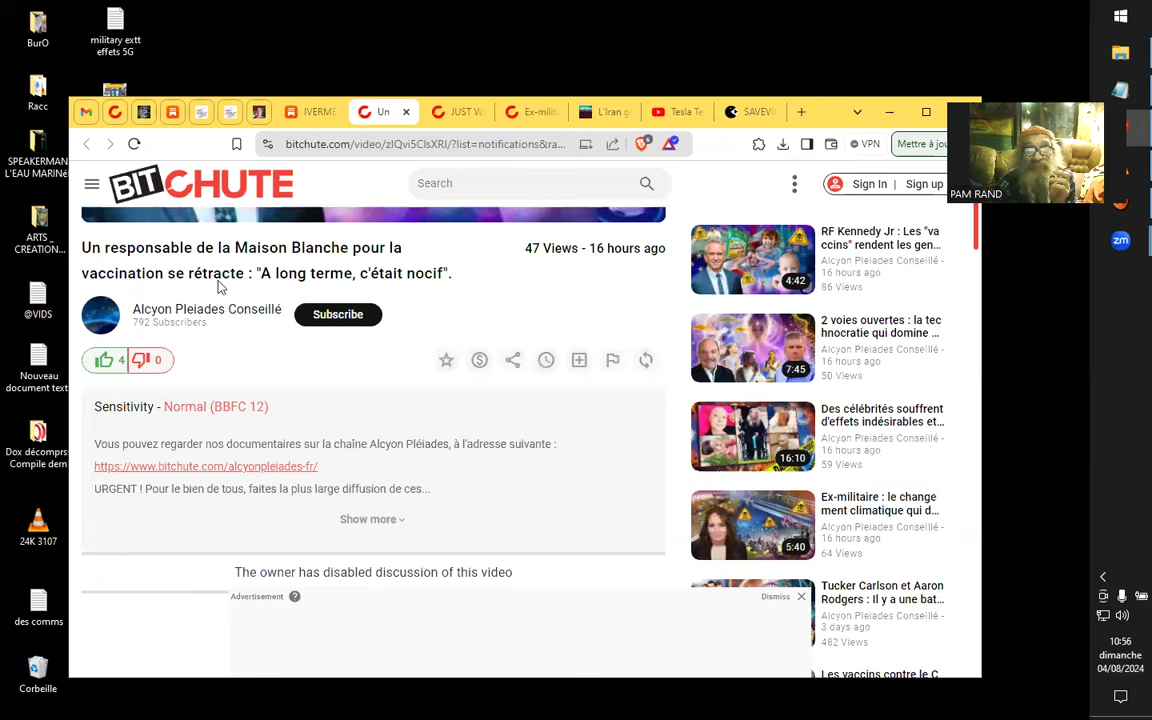 BurO
military extt
effets 5G
Racc
SPEAKERMAN
L'EAU MARINE
ARTS _
CREATION...
@VIDS
Nouveau
document text
Dox décomprs
Compile dern
24K 3107
des comms
Corbeille
IVERME
Un
JUST W
Ex-mili
L'Iran g
Tesla Te
SAVEVI
bitchute.com/video/zIQvi5ClsXRI/?list=notifications&ra...
6
VPN
Mettre à jou
PAM RAND
BITCHUTE
Search
Sign In | Sign up
Un responsable de la Maison Blanche pour la
vaccination se rétracte : "A long terme, c'était nocif".
47 Views - 16 hours ago
Alcyon Pleiades Conseillé
792 Subscribers
Subscribe
4
0
Sensitivity - Normal (BBFC 12)
Vous pouvez regarder nos documentaires sur la chaîne Alcyon Pléiades, à l'adresse suivante :
https://www.bitchute.com/alcyonpleiades-fr/
URGENT ! Pour le bien de tous, faites la plus large diffusion de ces...
Show more
The owner has disabled discussion of this video
Advertisement
Dismiss
4:42
RF Kennedy Jr : Les "va
ccins" rendent les gen...
Alcyon Pleiades Conseillé -
16 hours ago
86 Views
7:45
2 voies ouvertes : la tec
hnocratie qui domine ...
Alcyon Pleiades Conseillé -
16 hours ago
50 Views
16:10
Des célébrités souffrent
d'effets indésirables et...
Alcyon Pleiades Conseillé -
16 hours ago
59 Views
5:40
Ex-militaire : le change
ment climatique qui d...
Alcyon Pleiades Conseillé -
16 hours ago
64 Views
Tucker Carlson et Aaron
Rodgers : Il y a une bat...
Alcyon Pleiades Conseillé -
3 days ago
482 Views
Les vaccins contre le C
zm
10:56
dimanche
04/08/2024